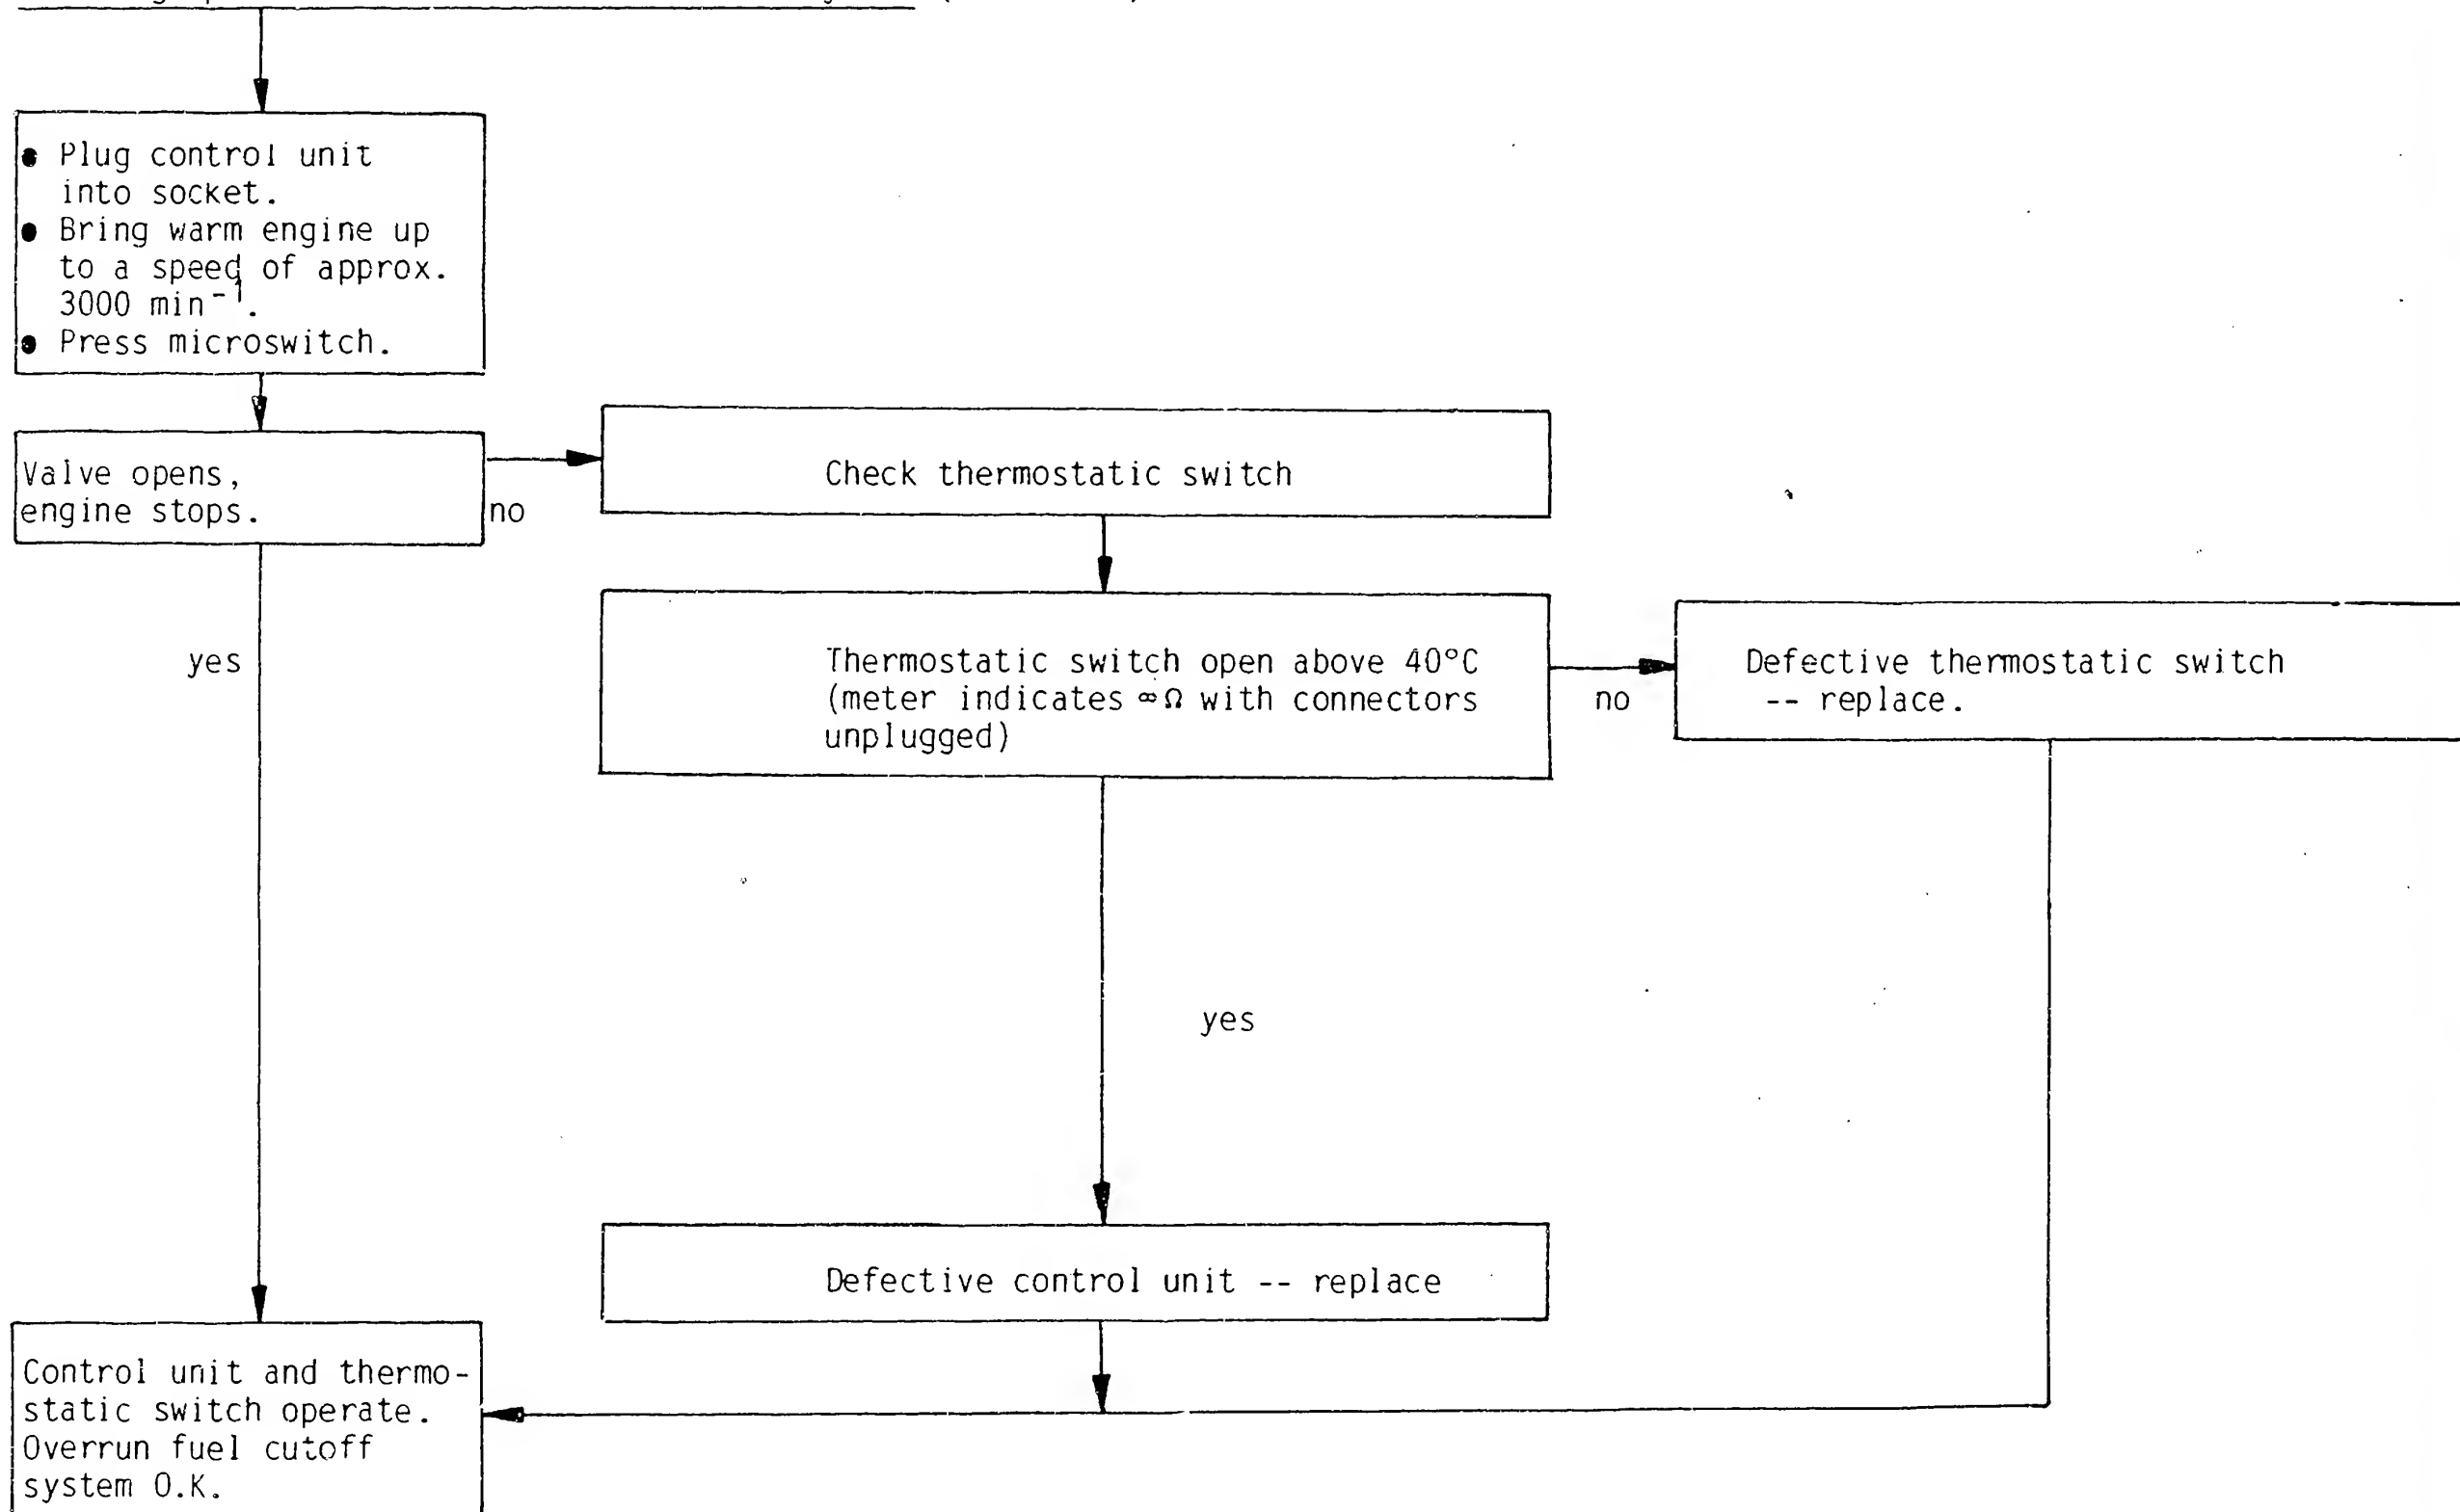 ● Plug control unit
into socket.
● Bring warm engine up
to a speed of approx.
3000 min⁻¹.
● Press microswitch.
Valve opens,
engine stops.
no
Check thermostatic switch
yes
Thermostatic switch open above 40°C
(meter indicates ∞Ω with connectors
unplugged)
no
Defective thermostatic switch
-- replace.
yes
Defective control unit -- replace
Control unit and thermo-
static switch operate.
Overrun fuel cutoff
system O.K.